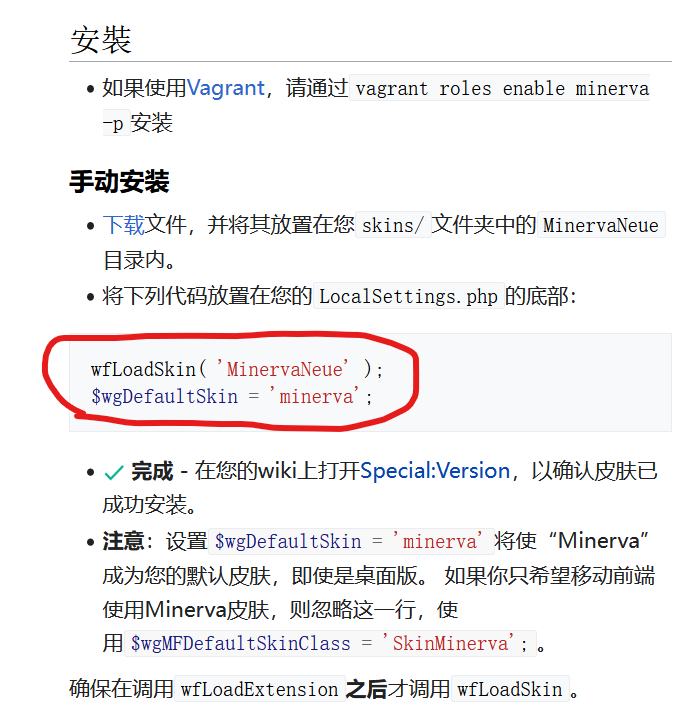 安裝
如果使用Vagrant，请通过 vagrant roles enable minerva
-p 安装
手动安装
下载文件，并将其放置在您 skins/ 文件夹中的 MinervaNeue
目录内。
将下列代码放置在您的 LocalSettings.php 的底部：
wfLoadSkin( 'MinervaNeue' );
$wgDefaultSkin = 'minerva';
✓ 完成 - 在您的wiki上打开Special:Version，以确认皮肤已
成功安装。
注意：设置 $wgDefaultSkin = 'minerva' 将使“Minerva”
成为您的默认皮肤，即使是桌面版。 如果你只希望移动前端
使用Minerva皮肤，则忽略这一行，使
用 $wgMFDefaultSkinClass = 'SkinMinerva'; 。
确保在调用 wfLoadExtension 之后才调用 wfLoadSkin 。